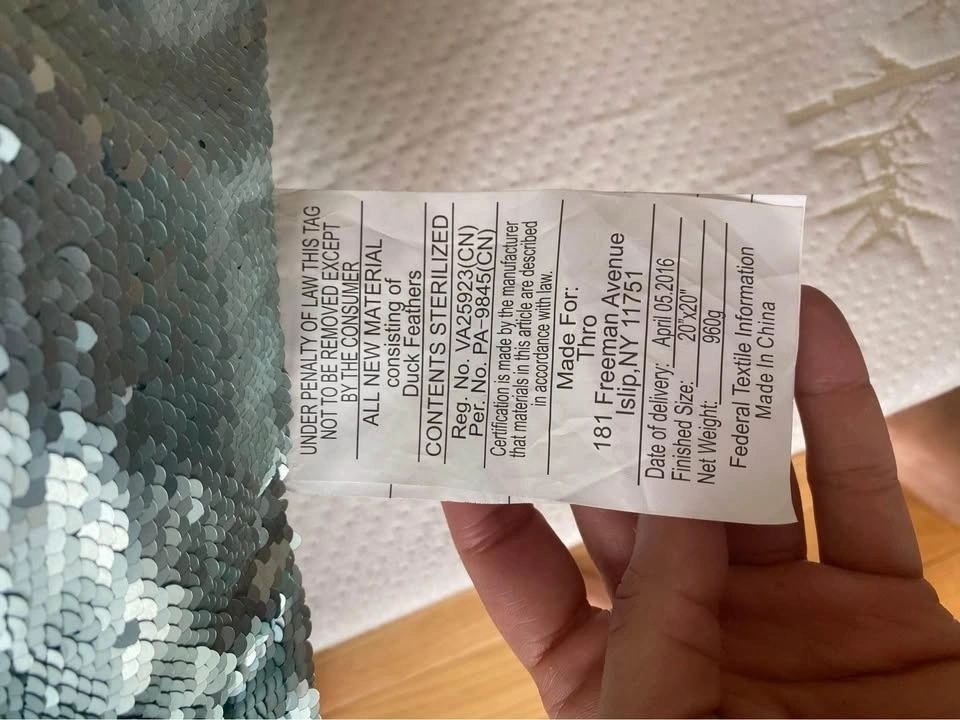 UNDER PENALTY OF LAW THIS TAG
NOT TO BE REMOVED EXCEPT
BY THE CONSUMER
ALL NEW MATERIAL
consisting of
Duck Feathers
CONTENTS STERILIZED
Reg. No. VA25923(CN)
Per. No. PA-9845(CN)
Certification is made by the manufacturer
that materials in this article are described
in accordance with law.
Made For:
Thro
181 Freeman Avenue
Islip,NY 11751
Date of delivery: April 05.2016
Finished Size: 20"x20"
Net Weight: 960g
Federal Textile Information
Made In China